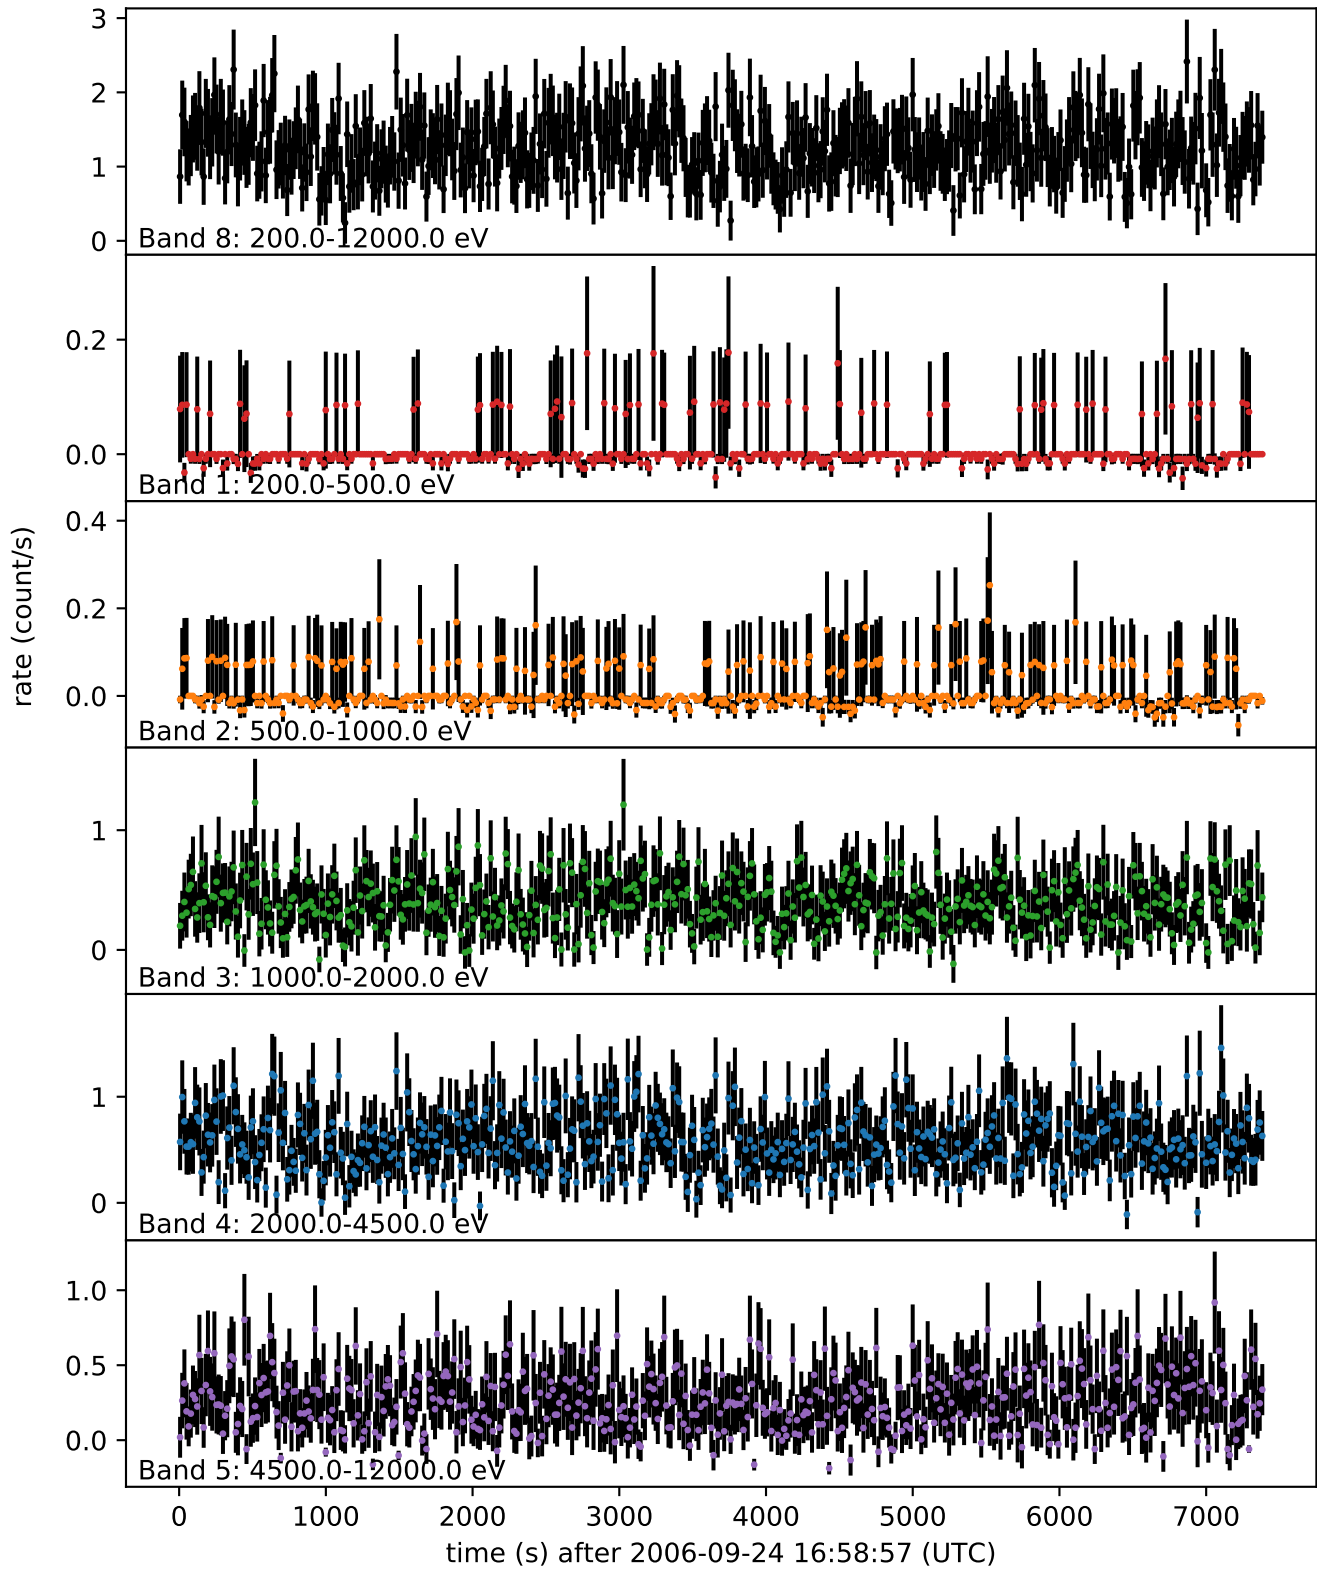 3
2
1
0
Band 8: 200.0-12000.0 eV
0.2
0.0
Band 1: 200.0-500.0 eV
0.4
0.2
0.0
Band 2: 500.0-1000.0 eV
rate (count/s)
1
0
Band 3: 1000.0-2000.0 eV
1
0
Band 4: 2000.0-4500.0 eV
1.0
0.5
0.0
Band 5: 4500.0-12000.0 eV
0 1000 2000 3000 4000 5000 6000 7000
time (s) after 2006-09-24 16:58:57 (UTC)